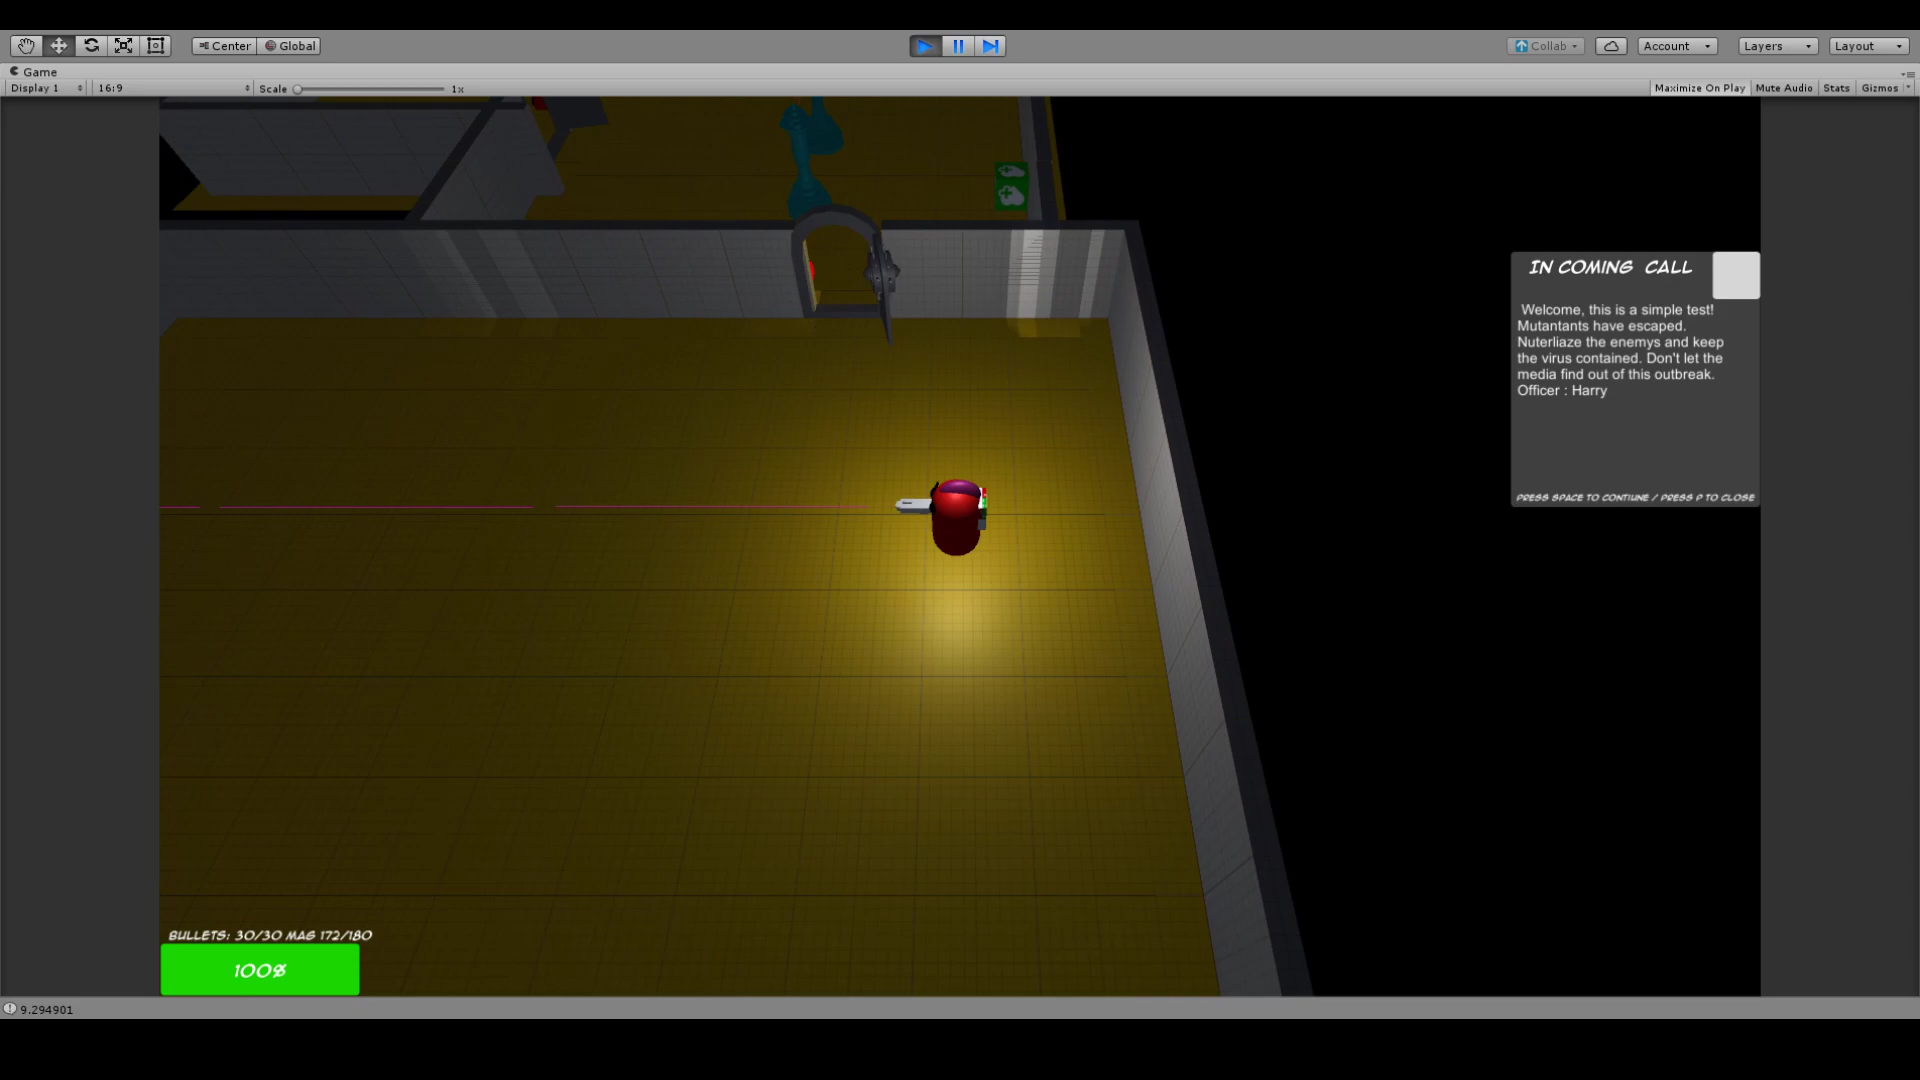 Center Global
Collab Account Layers Layout
Game
Display 1 16:9 Scale 1x Maximize On Play Mute Audio Stats Gizmos
IN COMING CALL
Welcome, this is a simple test!
Mutantants have escaped.
Nuterliaze the enemys and keep
the virus contained. Don't let the
media find out of this outbreak.
Officer : Harry
PRESS SPACE TO CONTIUNE / PRESS P TO CLOSE
BULLETS: 30/30 MAG 172/180
100%
9.294901